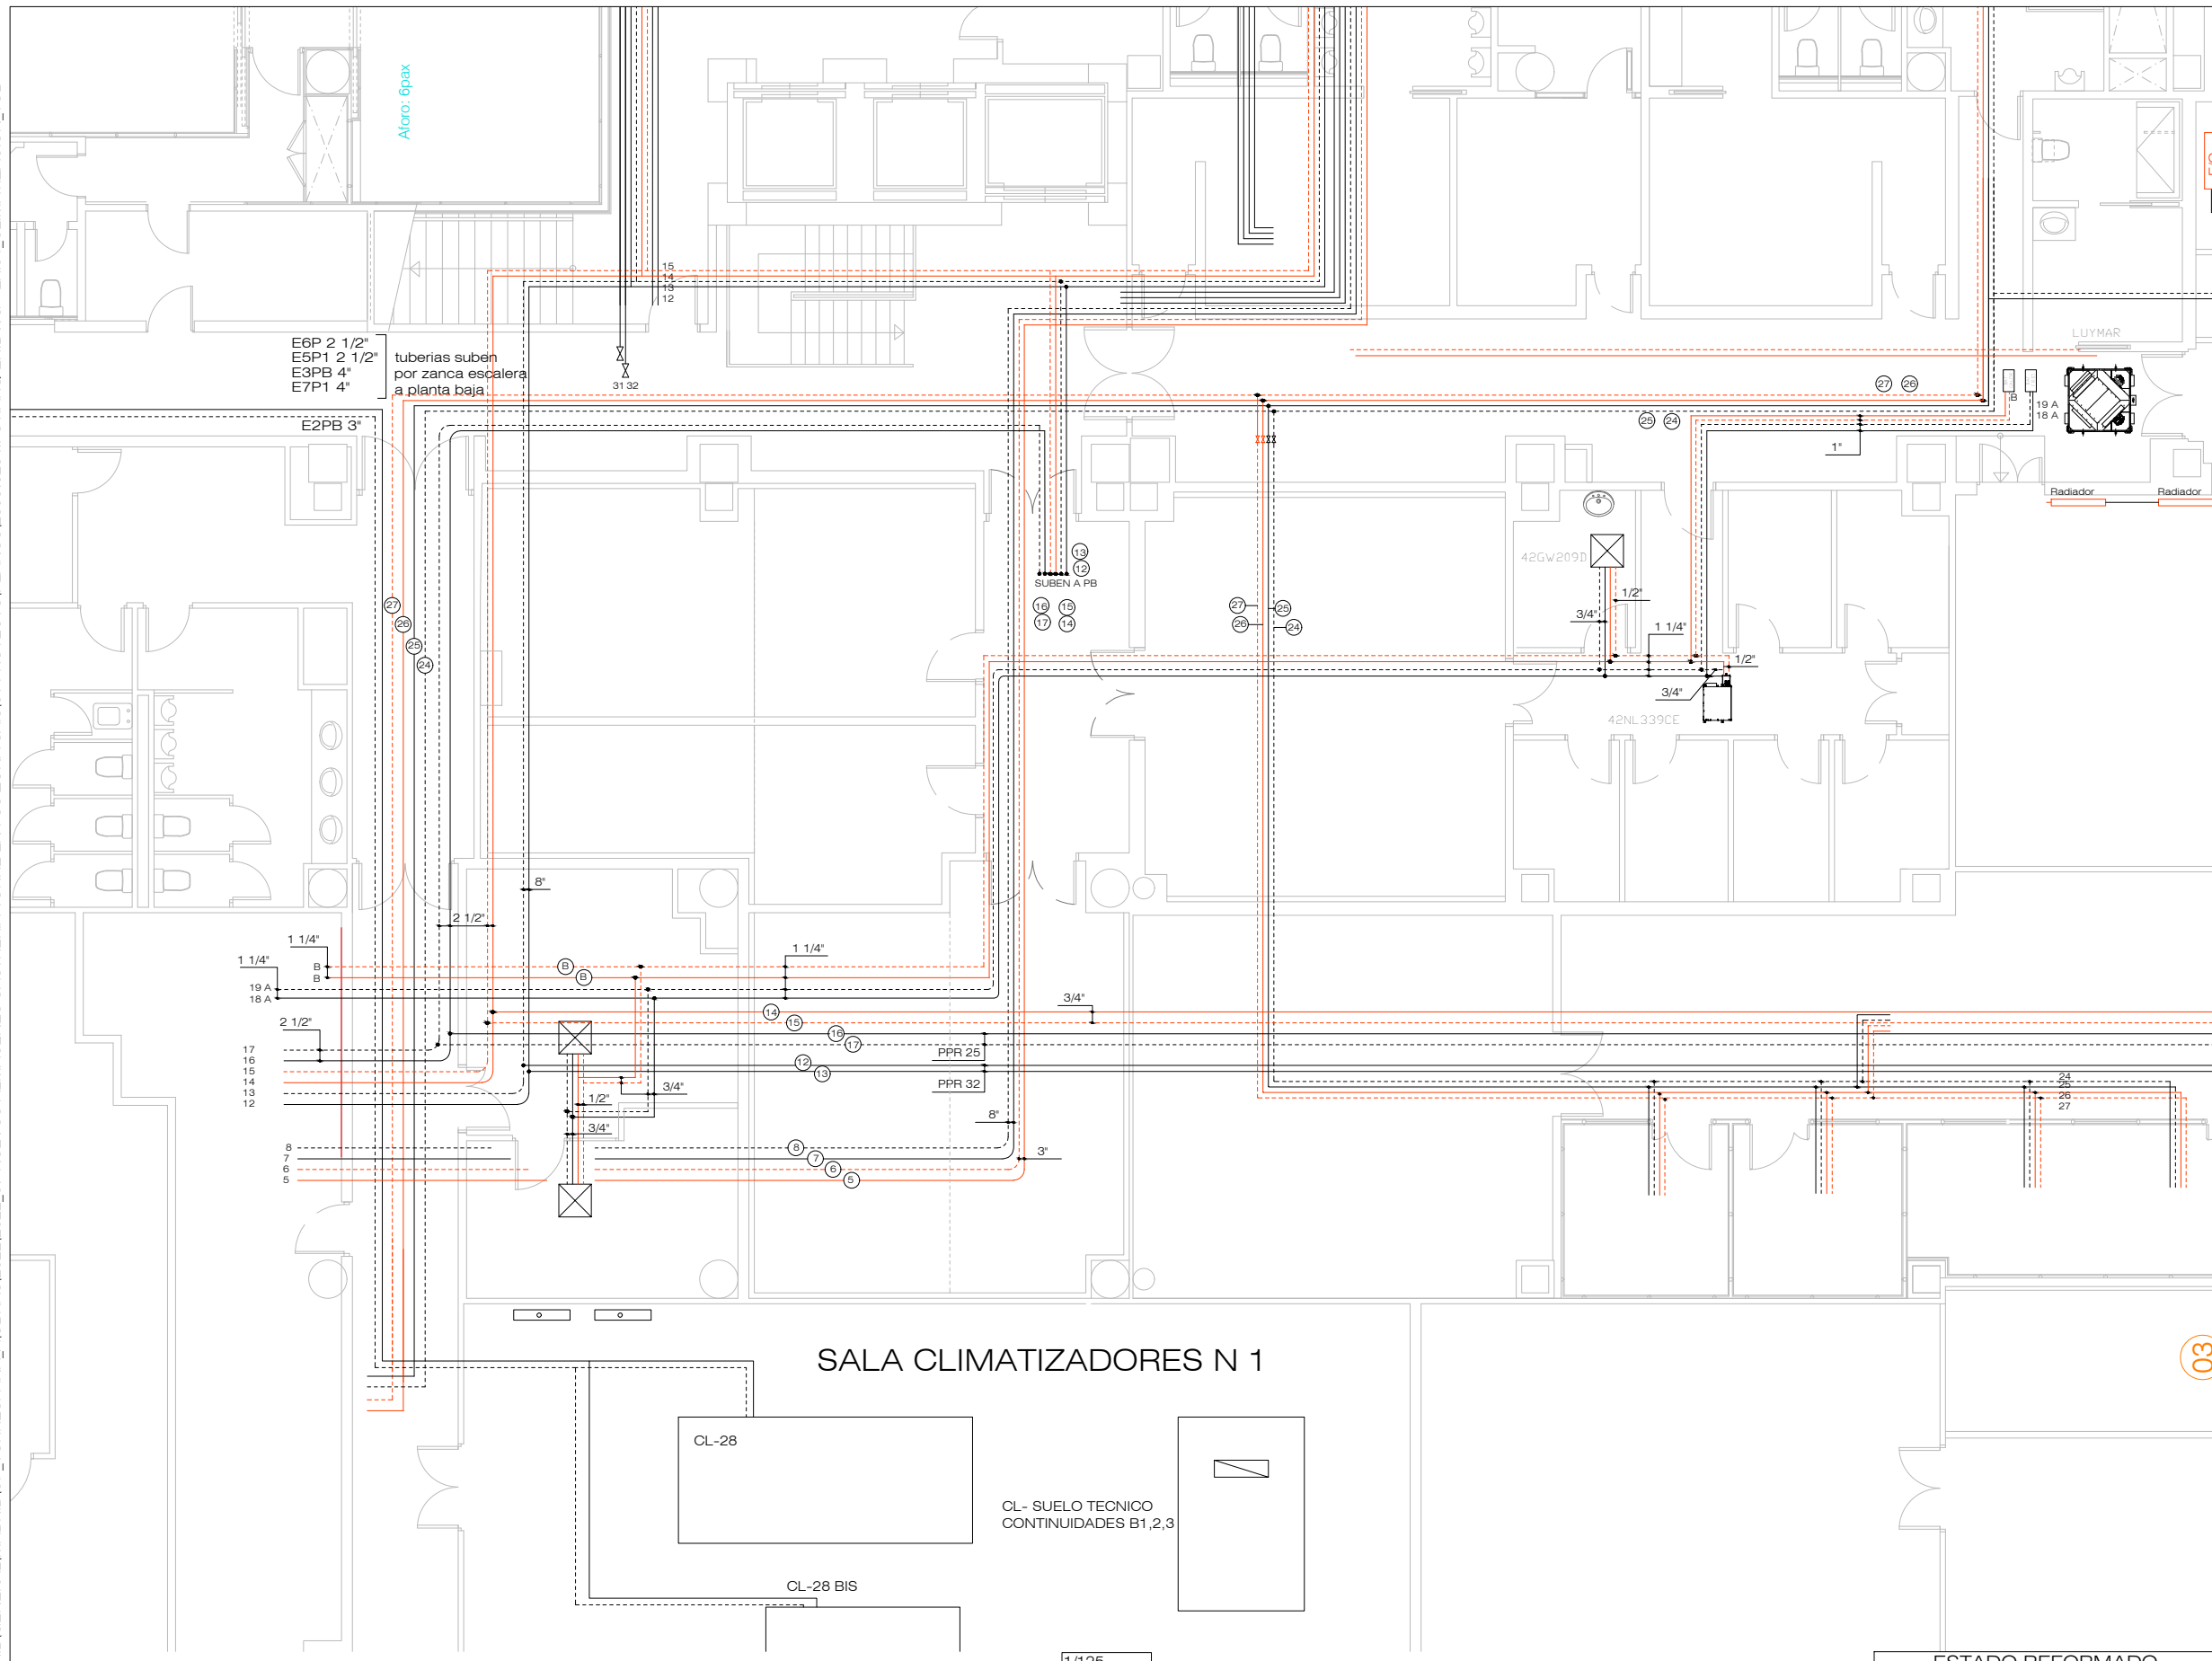 Aforo: 6pax
15
14
13
12
E6P 2 1/2"
E5P1 2 1/2"
E3PB 4"
E7P1 4"
tuberias suben
por zanca escalera
a planta baja
31 32
E2PB 3"
LUYMAR
27
26
B
19 A
18 A
25
24
1"
Radiador
Radiador
42GW209D
13
12
SUBEN A PB
16
15
17
14
27
25
26
24
1/2"
3/4"
1 1/4"
1/2"
3/4"
42NL339CE
27
26
25
24
8"
2 1/2"
1 1/4"
1 1/4"
1 1/4"
B
B
B
B
19 A
18 A
3/4"
14
15
2 1/2"
16
17
17
16
15
14
13
12
PPR 25
12
13
PPR 32
3/4"
1/2"
3/4"
24
25
26
27
8"
8
7
6
5
8
7
6
5
3"
SALA CLIMATIZADORES N 1
03
CL-28
CL- SUELO TECNICO
CONTINUIDADES B1,2,3
CL-28 BIS
1/125
ESTADO REFORMADO